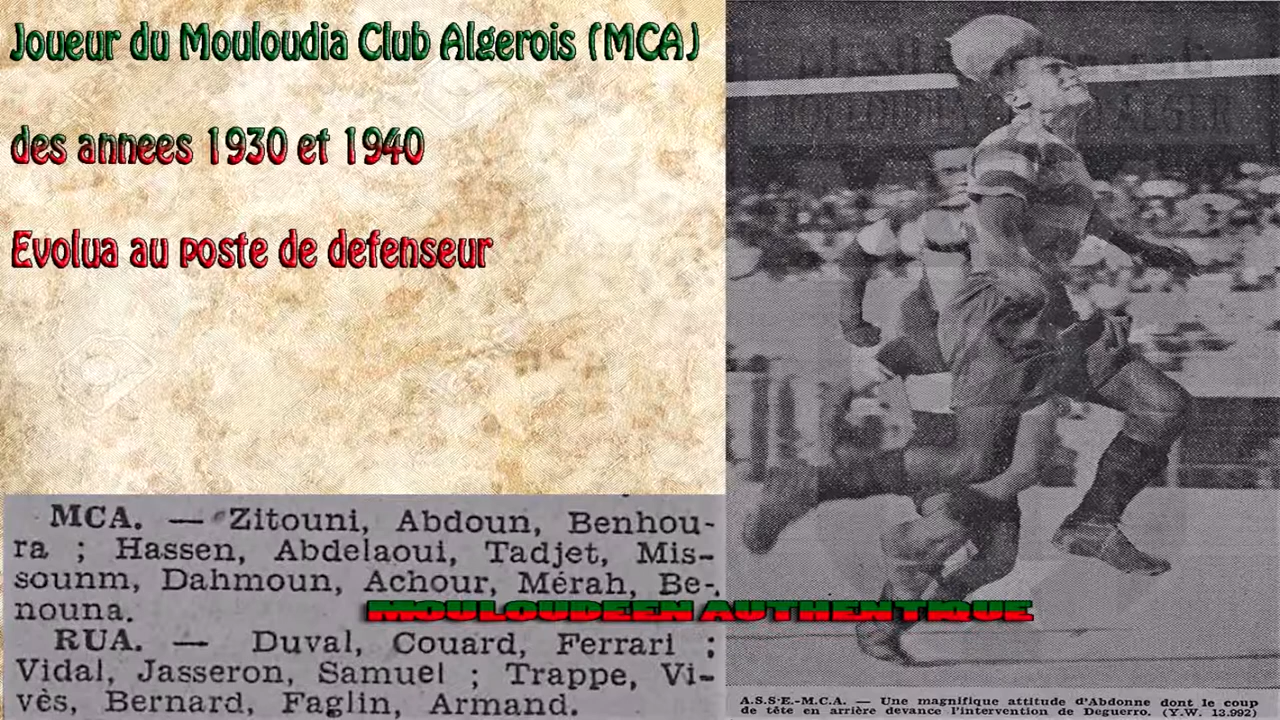 Joueur du Mouloudia Club Algerois (MCA)
des annees 1930 et 1940
Evolua au poste de defenseur
MCA. — Zitouni, Abdoun, Benhou-
ra ; Hassen, Abdelaoui, Tadjet, Mis-
sounm, Dahmoun, Achour, Mérah, Be-
nouna.
RUA. — Duval, Couard, Ferrari ;
Vidal, Jasseron, Samuel ; Trappe, Vi-
vès, Bernard, Faglin, Armand.
MOULOUDEEN AUTHENTIQUE
A.S.S-E.-M.C.A. — Une magnifique attitude d'Abdonne dont le coup
de tête en arrière devance l'intervention de Deguerro. (Y.W. 13.992)